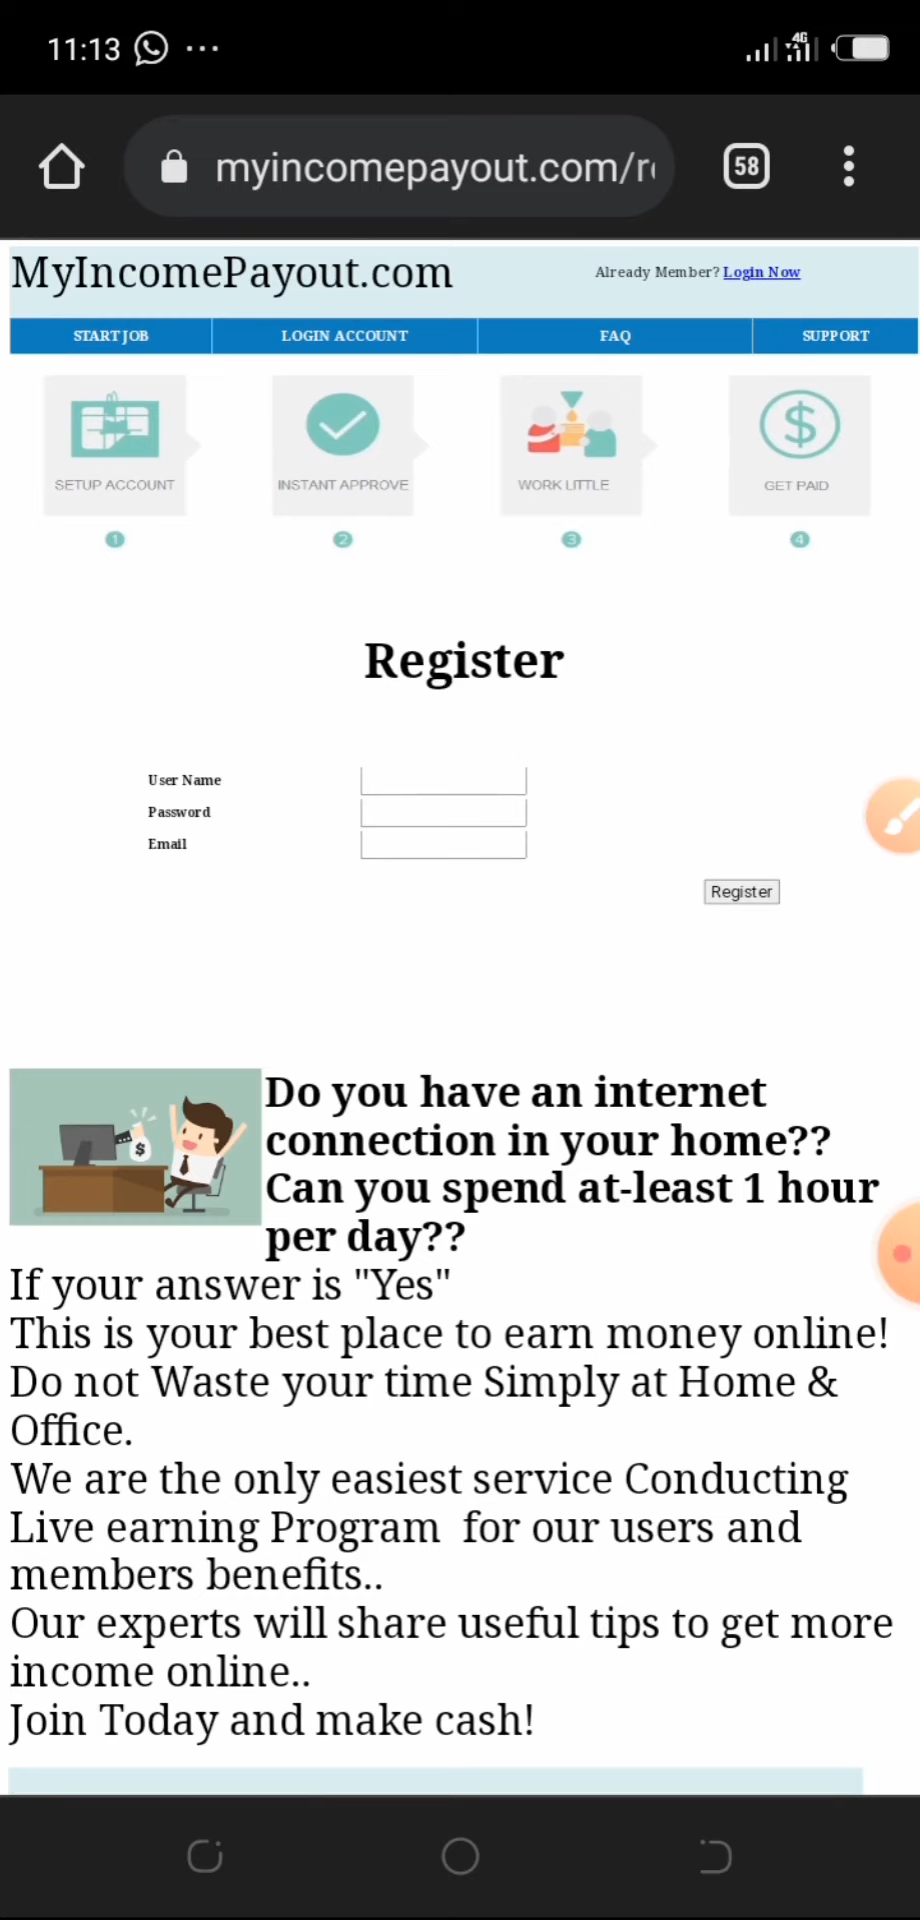 11:13
4G
myincomepayout.com/r
58
MyIncomePayout.com
Already Member? Login Now
START JOB
LOGIN ACCOUNT
FAQ
SUPPORT
SETUP ACCOUNT
INSTANT APPROVE
WORK LITTLE
GET PAID
1
2
3
4
Register
User Name
Password
Email
Register
Do you have an internet
connection in your home??
Can you spend at-least 1 hour
per day??
If your answer is "Yes"
This is your best place to earn money online!
Do not Waste your time Simply at Home &
Office.
We are the only easiest service Conducting
Live earning Program for our users and
members benefits..
Our experts will share useful tips to get more
income online..
Join Today and make cash!